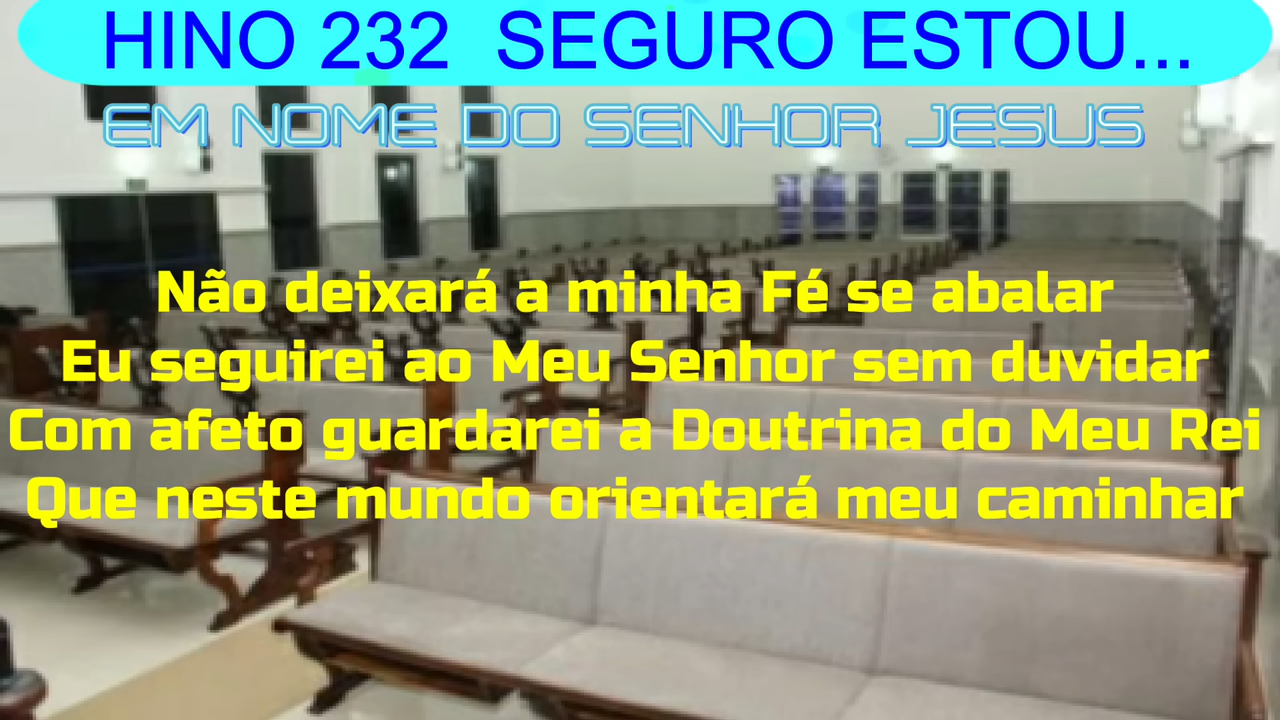 HINO 232  SEGURO ESTOU...
EM NOME DO SENHOR JESUS
Não deixará a minha Fé se abalar
Eu seguirei ao Meu Senhor sem duvidar
Com afeto guardarei a Doutrina do Meu Rei
Que neste mundo orientará meu caminhar